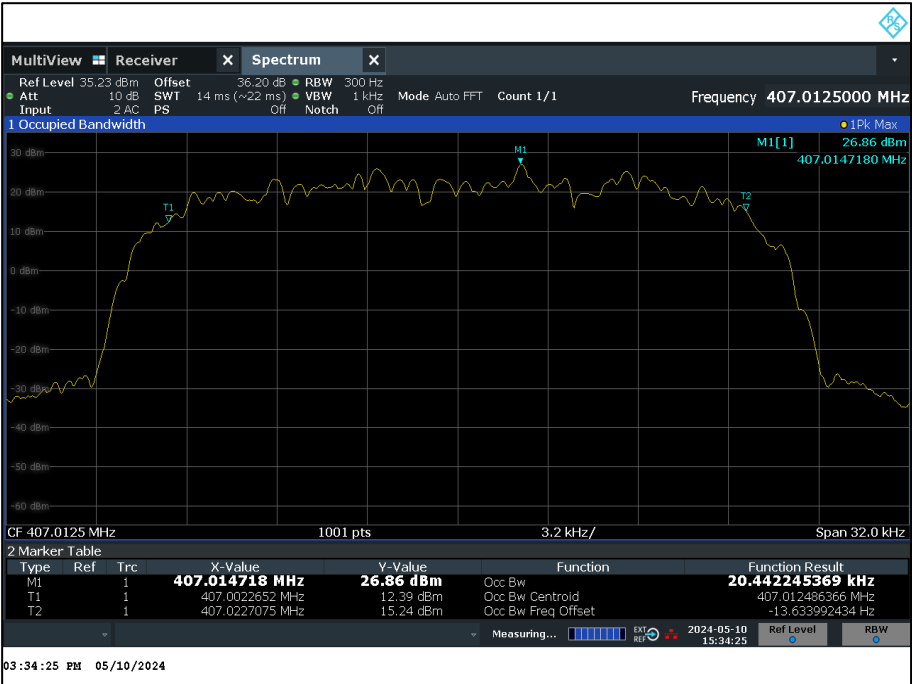 R&S
MultiView Receiver X Spectrum X
Ref Level 35.23 dBm Offset 36.20 dB RBW 300 Hz
Att 10 dB SWT 14 ms (~22 ms) VBW 1 kHz Mode Auto FFT Count 1/1 Frequency 407.0125000 MHz
Input 2 AC PS Off Notch Off
1 Occupied Bandwidth 1Pk Max
M1[1] 26.86 dBm
407.0147180 MHz
30 dBm
M1
20 dBm
T1
T2
10 dBm
0 dBm
-10 dBm
-20 dBm
-30 dBm
-40 dBm
-50 dBm
-60 dBm
CF 407.0125 MHz 1001 pts 3.2 kHz/ Span 32.0 kHz
2 Marker Table
Type Ref Trc X-Value Y-Value Function Function Result
M1 1 407.014718 MHz 26.86 dBm Occ Bw 20.442245369 kHz
T1 1 407.0022652 MHz 12.39 dBm Occ Bw Centroid 407.012486366 MHz
T2 1 407.0227075 MHz 15.24 dBm Occ Bw Freq Offset -13.633992434 Hz
Measuring... EXT REF 2024-05-10 Ref Level RBW
15:34:25
03:34:25 PM 05/10/2024